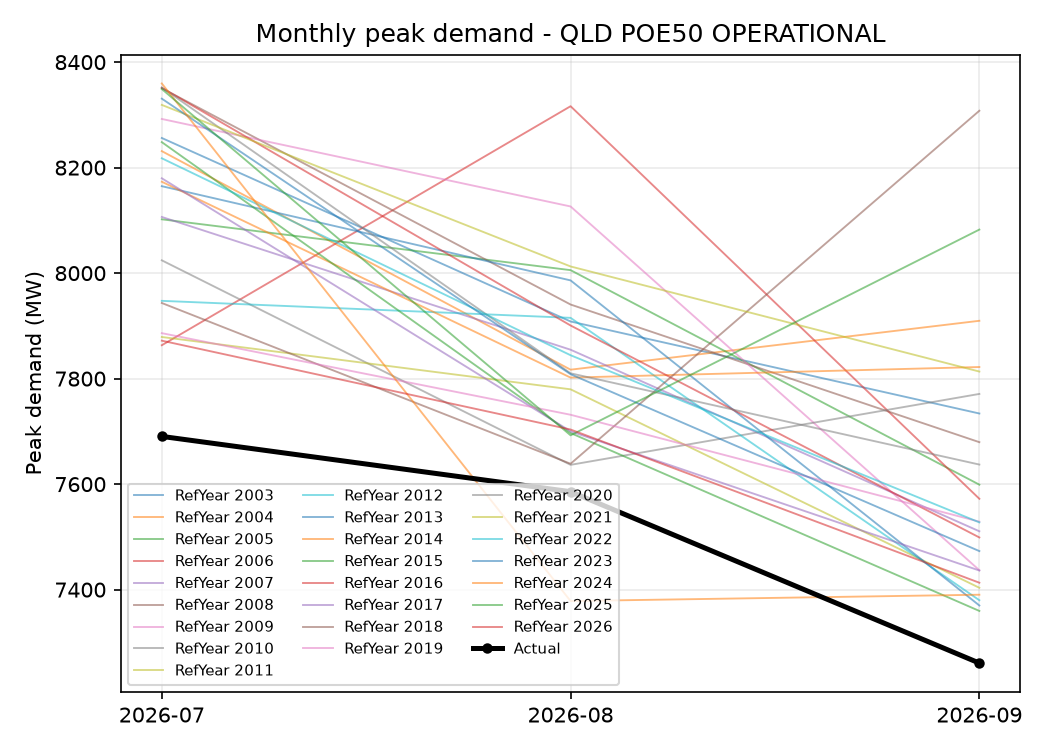 Monthly peak demand - QLD POE50 OPERATIONAL
Peak demand (MW)
8400
8200
8000
7800
7600
7400
2026-07
2026-08
2026-09
RefYear 2003
RefYear 2004
RefYear 2005
RefYear 2006
RefYear 2007
RefYear 2008
RefYear 2009
RefYear 2010
RefYear 2011
RefYear 2012
RefYear 2013
RefYear 2014
RefYear 2015
RefYear 2016
RefYear 2017
RefYear 2018
RefYear 2019
RefYear 2020
RefYear 2021
RefYear 2022
RefYear 2023
RefYear 2024
RefYear 2025
RefYear 2026
Actual